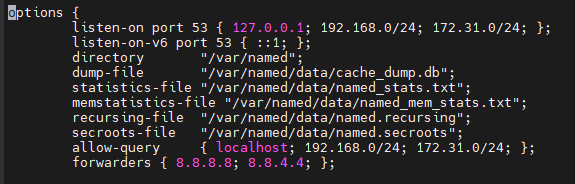 options {
listen-on port 53 { 127.0.0.1; 192.168.0/24; 172.31.0/24; };
listen-on-v6 port 53 { ::1; };
directory "/var/named";
dump-file "/var/named/data/cache_dump.db";
statistics-file "/var/named/data/named_stats.txt";
memstatistics-file "/var/named/data/named_mem_stats.txt";
recursing-file "/var/named/data/named.recursing";
secroots-file "/var/named/data/named.secroots";
allow-query { localhost; 192.168.0/24; 172.31.0/24; };
forwarders { 8.8.8.8; 8.8.4.4; };